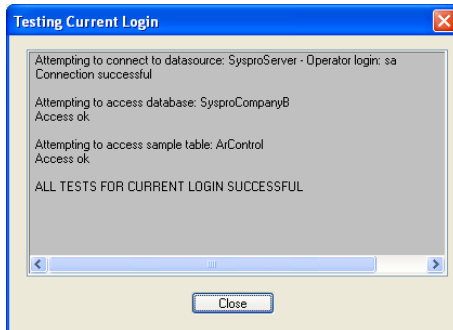 Testing Current Login
Attempting to connect to datasource: SysproServer - Operator login: sa
Connection successful
Attempting to access database: SysproCompanyB
Access ok
Attempting to access sample table: ArControl
Access ok
ALL TESTS FOR CURRENT LOGIN SUCCESSFUL
Close